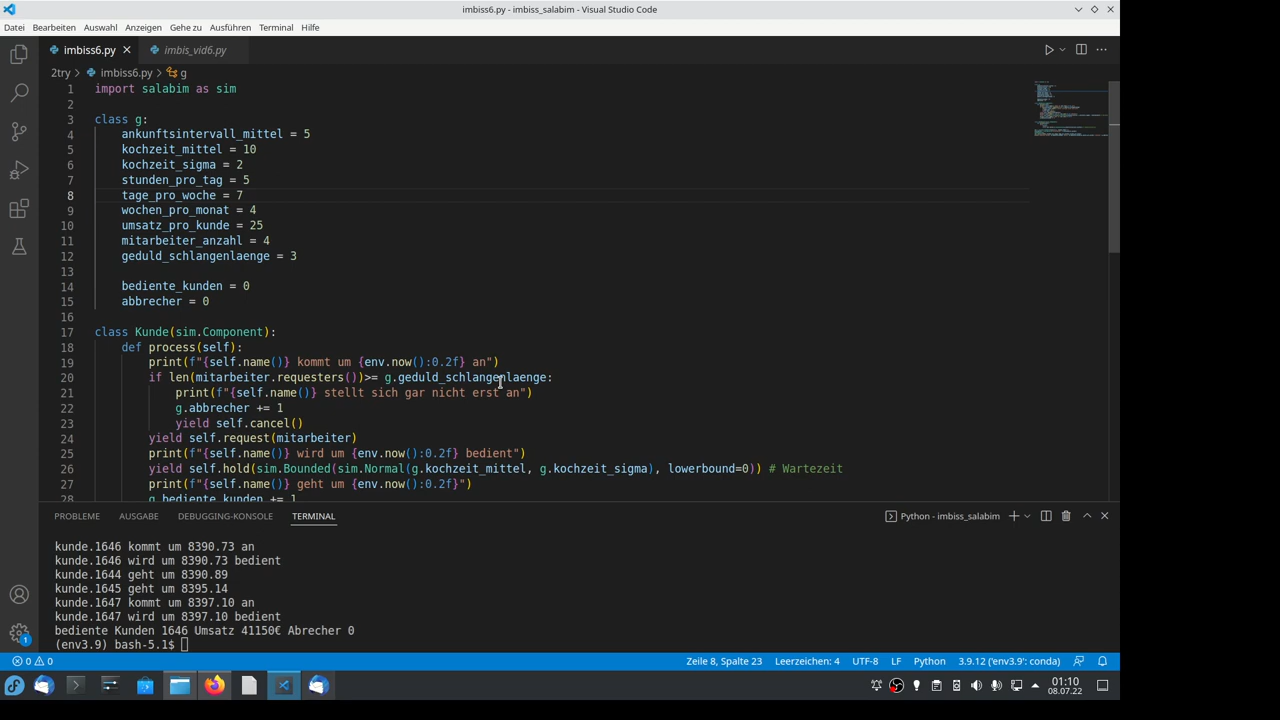 imbiss6.py - imbiss_salabim - Visual Studio Code
Datei Bearbeiten Auswahl Anzeigen Gehe zu Ausführen Terminal Hilfe
imbiss6.py imbis_vid6.py
2try > imbiss6.py > g
1 import salabim as sim
2
3 class g:
4 ankunftsintervall_mittel = 5
5 kochzeit_mittel = 10
6 kochzeit_sigma = 2
7 stunden_pro_tag = 5
8 tage_pro_woche = 7
9 wochen_pro_monat = 4
10 umsatz_pro_kunde = 25
11 mitarbeiter_anzahl = 4
12 geduld_schlangenlaenge = 3
13
14 bediente_kunden = 0
15 abbrecher = 0
16
17 class Kunde(sim.Component):
18 def process(self):
19 print(f"{self.name()} kommt um {env.now():0.2f} an")
20 if len(mitarbeiter.requesters())>= g.geduld_schlangenlaenge:
21 print(f"{self.name()} stellt sich gar nicht erst an")
22 g.abbrecher += 1
23 yield self.cancel()
24 yield self.request(mitarbeiter)
25 print(f"{self.name()} wird um {env.now():0.2f} bedient")
26 yield self.hold(sim.Bounded(sim.Normal(g.kochzeit_mittel, g.kochzeit_sigma), lowerbound=0)) # Wartezeit
27 print(f"{self.name()} geht um {env.now():0.2f}")
28 g.bediente_kunden += 1
PROBLEME AUSGABE DEBUGGING-KONSOLE TERMINAL Python - imbiss_salabim
kunde.1646 kommt um 8390.73 an
kunde.1646 wird um 8390.73 bedient
kunde.1644 geht um 8390.89
kunde.1645 geht um 8395.14
kunde.1647 kommt um 8397.10 an
kunde.1647 wird um 8397.10 bedient
bediente Kunden 1646 Umsatz 41150€ Abrecher 0
(env3.9) bash-5.1$
0 0 Zeile 8, Spalte 23 Leerzeichen: 4 UTF-8 LF Python 3.9.12 ('env3.9': conda)
1
01:10
08.07.22